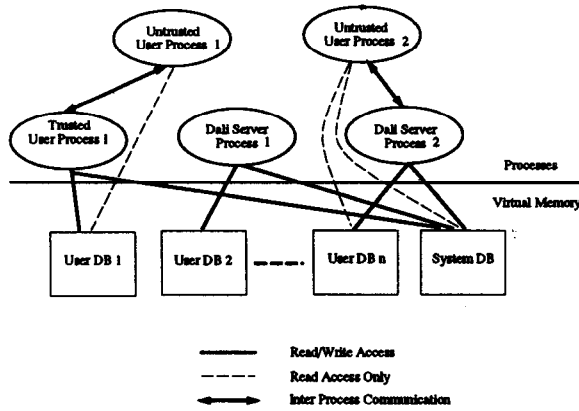 Untrusted
User Process 1
Untrusted
User Process 2
Trusted
User Process 1
Dali Server
Process 1
Dali Server
Process 2
Processes
Virtual Memory
User DB 1
User DB 2
User DB n
System DB
Read/Write Access
Read Access Only
Inter Process Communication